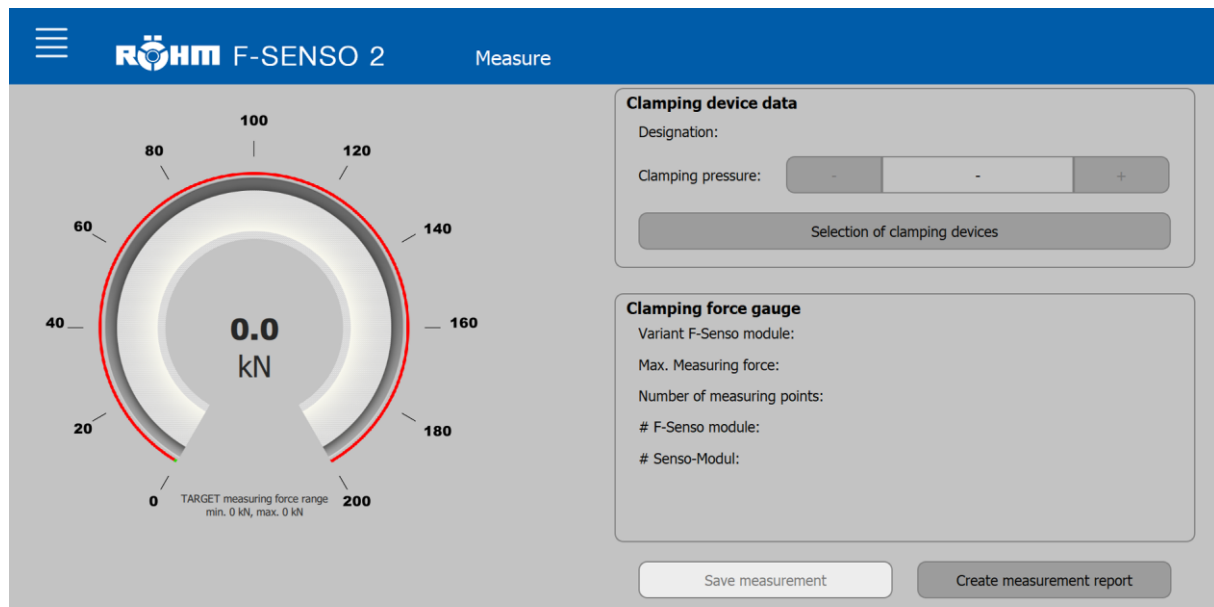 RÖHM F-SENSO 2
Measure
100
80
120
60
140
40
160
20
180
0
200
0.0
kN
TARGET measuring force range
min. 0 kN, max. 0 kN
Clamping device data
Designation:
Clamping pressure:
-
-
+
Selection of clamping devices
Clamping force gauge
Variant F-Senso module:
Max. Measuring force:
Number of measuring points:
# F-Senso module:
# Senso-Modul:
Save measurement
Create measurement report